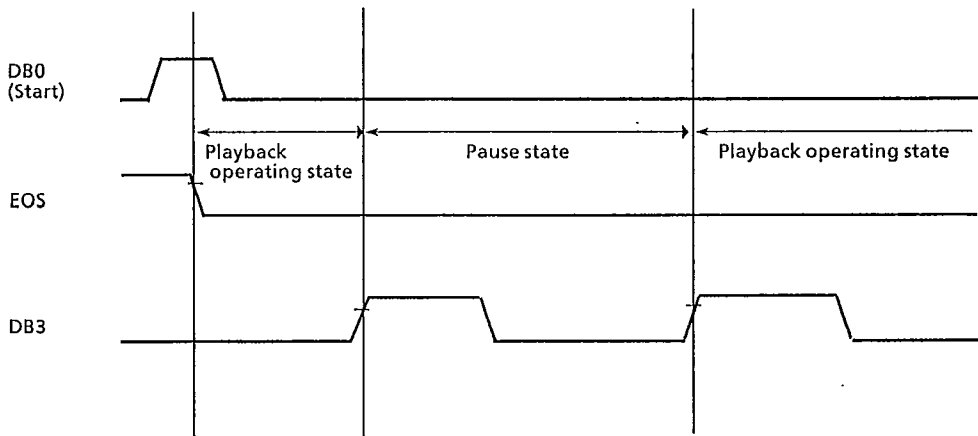 DB0
(Start)
Playback
operating state
Pause state
Playback operating state
EOS
DB3